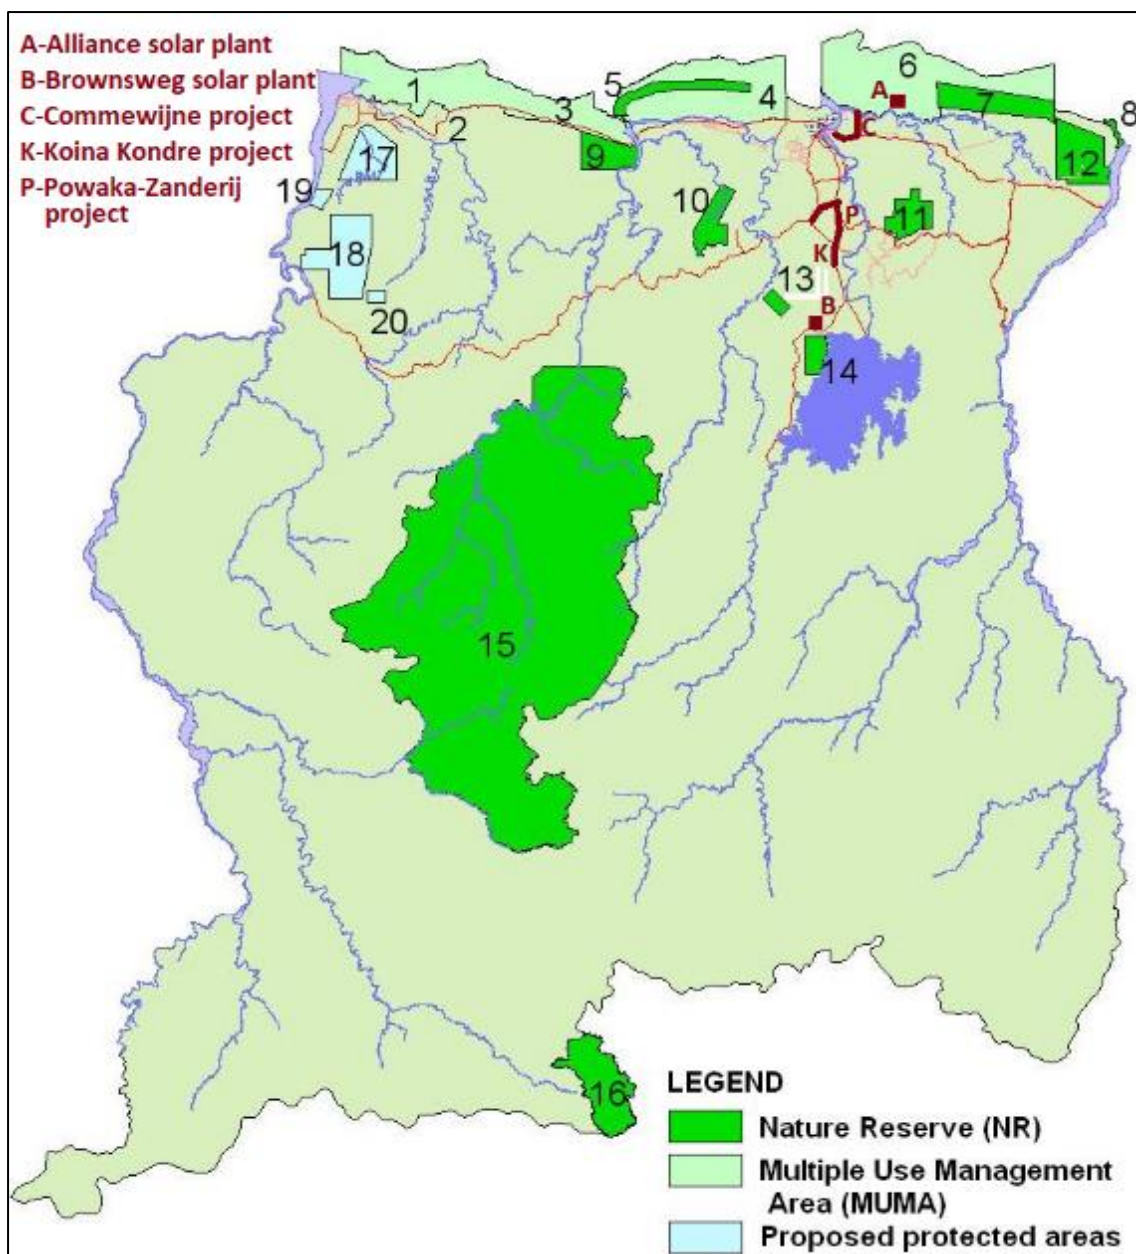 A-Alliance solar plant
B-Brownsweg solar plant
C-Commewijne project
K-Koina Kondre project
P-Powaka-Zanderij
project
1
2
3
4
5
6
A
7
8
C
9
10
11
12
P
K
13
B
14
15
16
17
18
19
20
LEGEND
Nature Reserve (NR)
Multiple Use Management
Area (MUMA)
Proposed protected areas